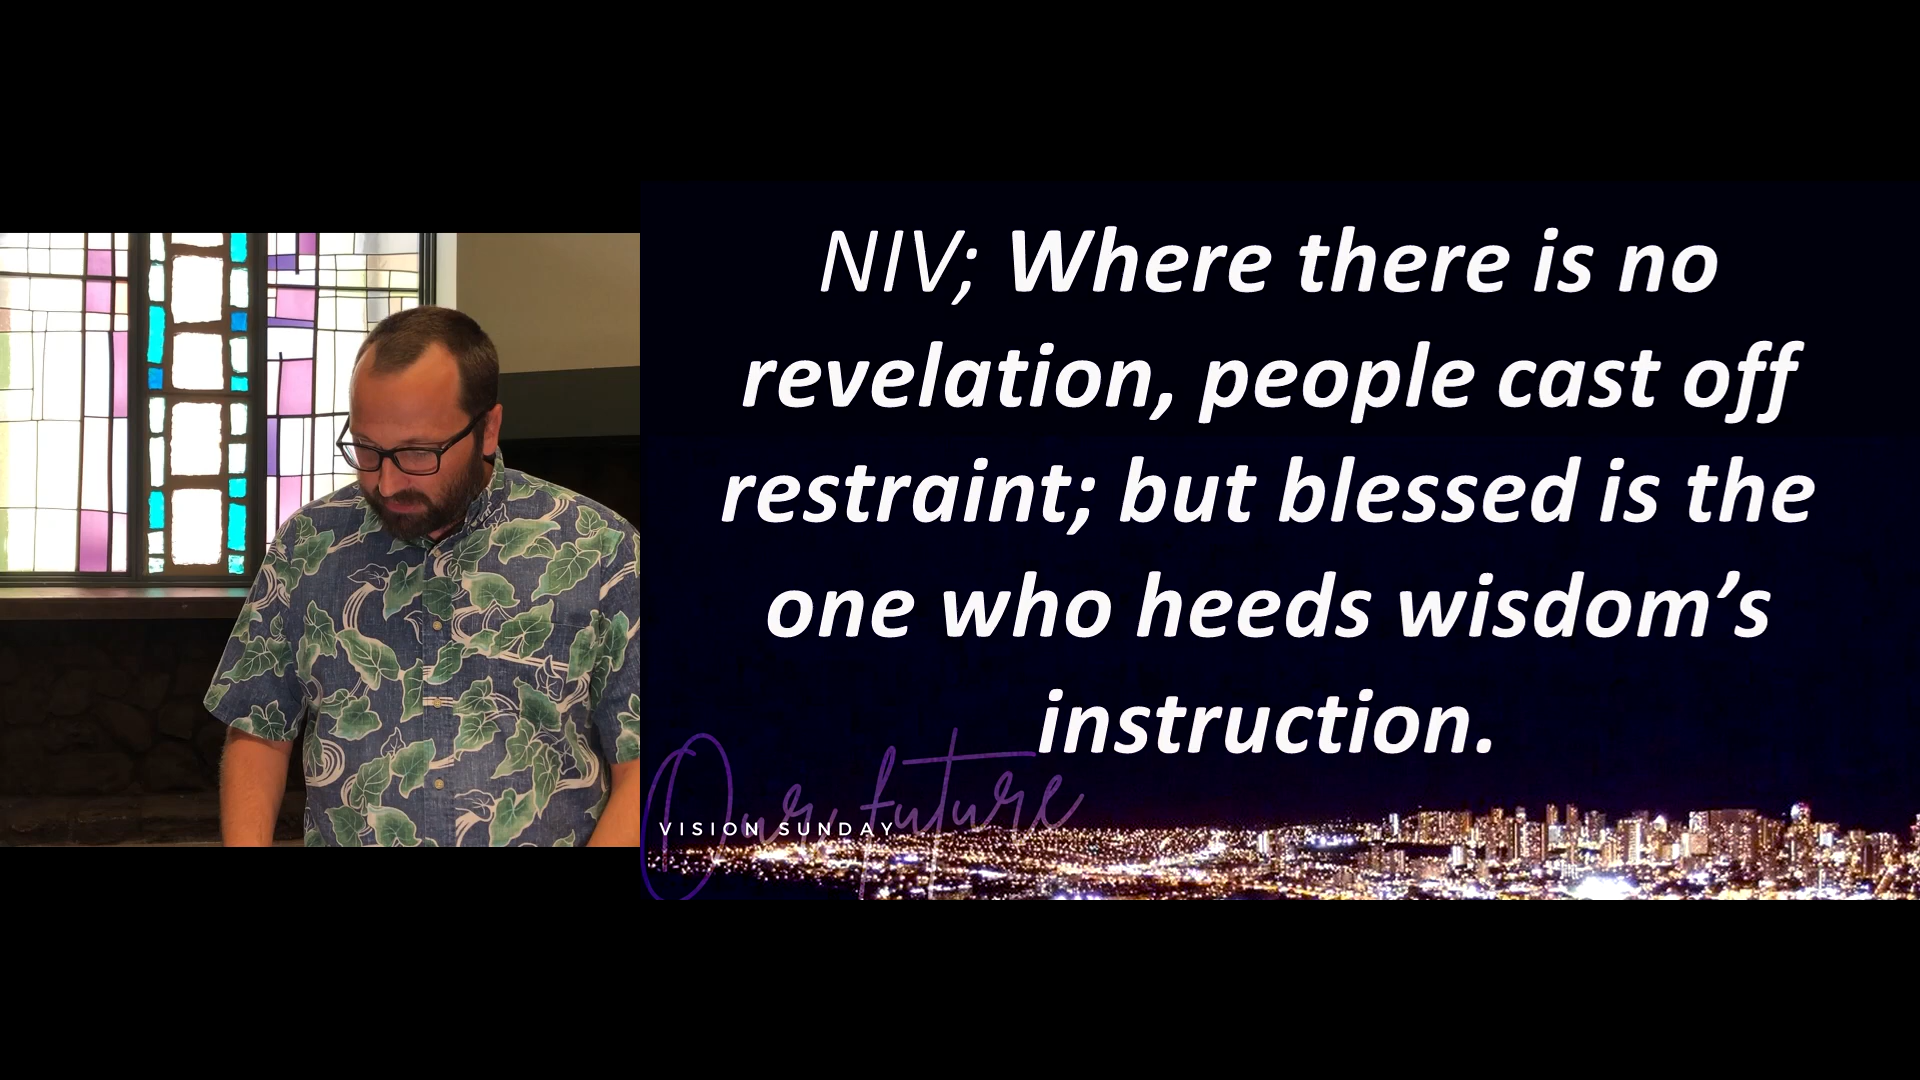 NIV; Where there is no
revelation, people cast off
restraint; but blessed is the
one who heeds wisdom’s
instruction.
Our future
VISION SUNDAY